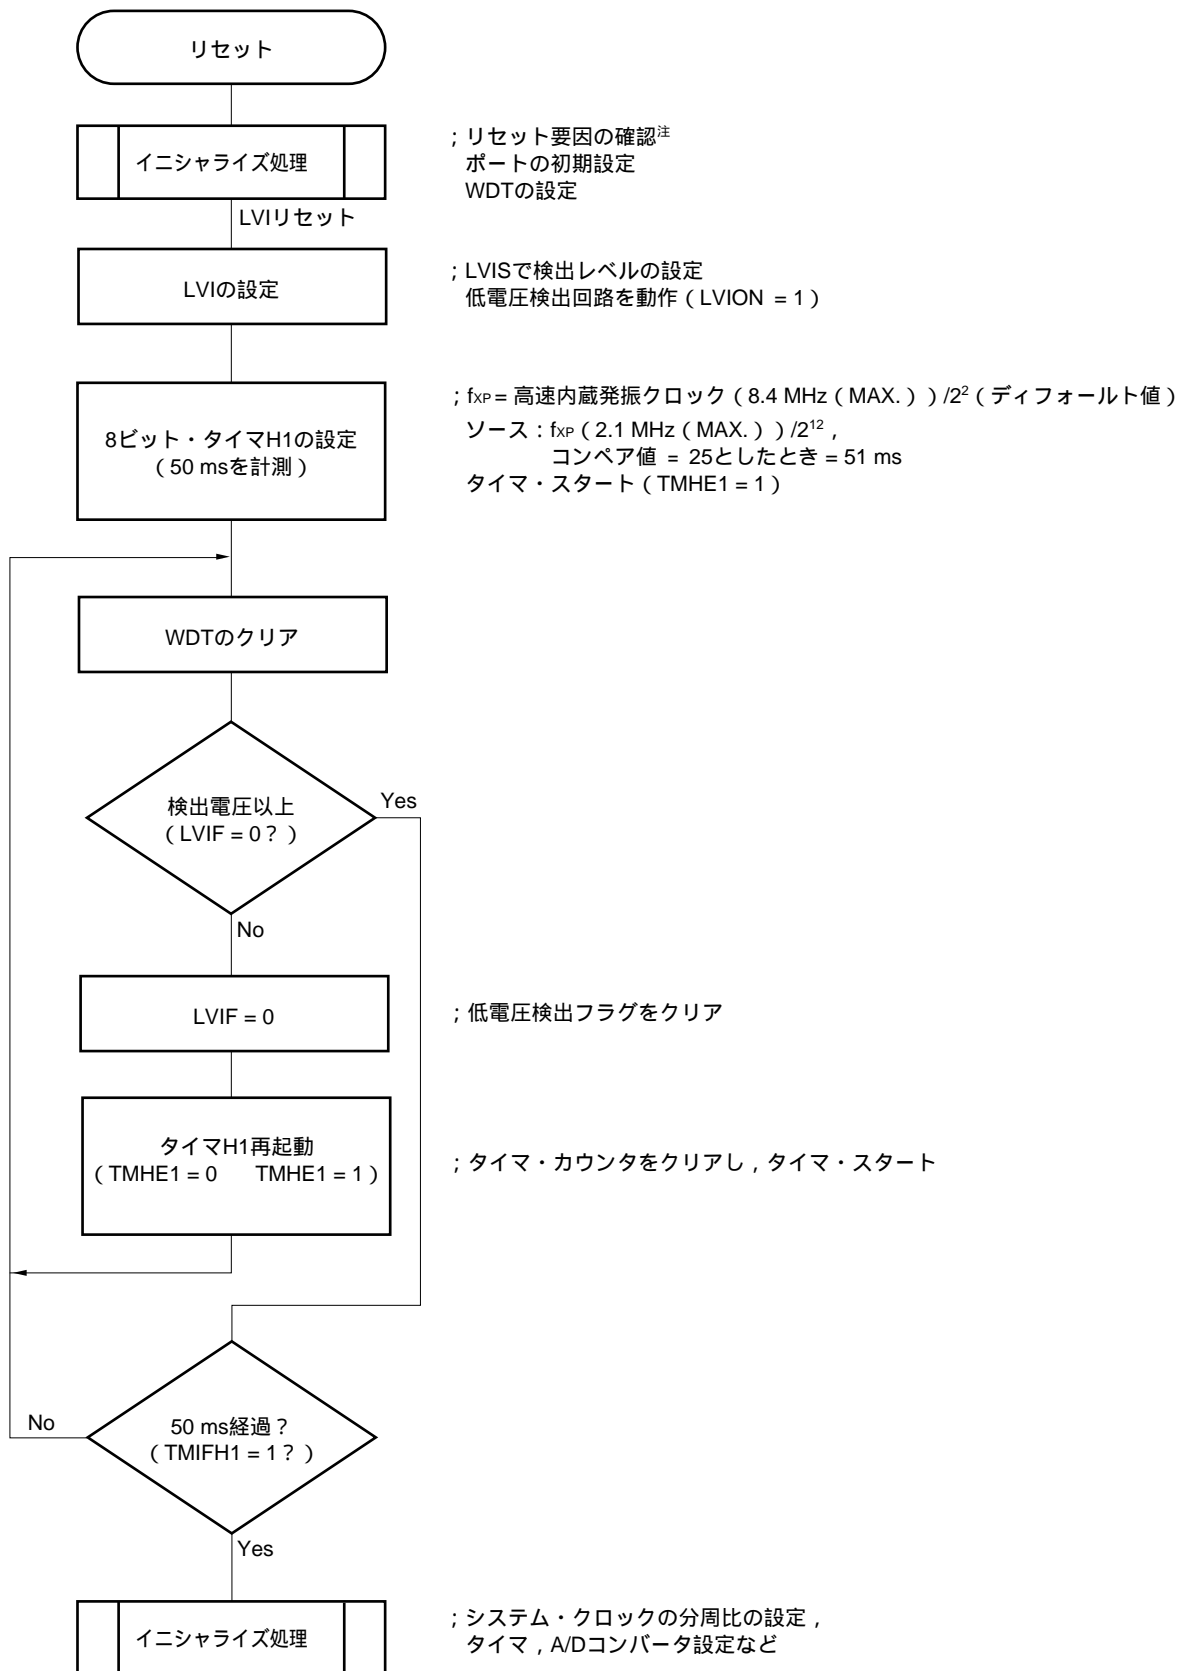 リセット
イニシャライズ処理
；リセット要因の確認注
ポートの初期設定
WDTの設定
LVIリセット
LVIの設定
；LVISで検出レベルの設定
低電圧検出回路を動作（LVION = 1）
8ビット・タイマH1の設定
（50 msを計測）
；fXP = 高速内蔵発振クロック（8.4 MHz（MAX.））/2²（ディフォールト値）
ソース：fXP（2.1 MHz（MAX.））/2¹²，
コンペア値 = 25としたとき = 51 ms
タイマ・スタート（TMHE1 = 1）
WDTのクリア
検出電圧以上
（LVIF = 0？）
Yes
No
LVIF = 0
；低電圧検出フラグをクリア
タイマH1再起動
（TMHE1 = 0　TMHE1 = 1）
；タイマ・カウンタをクリアし，タイマ・スタート
50 ms経過？
（TMIFH1 = 1？）
No
Yes
イニシャライズ処理
；システム・クロックの分周比の設定，
タイマ，A/Dコンバータ設定など